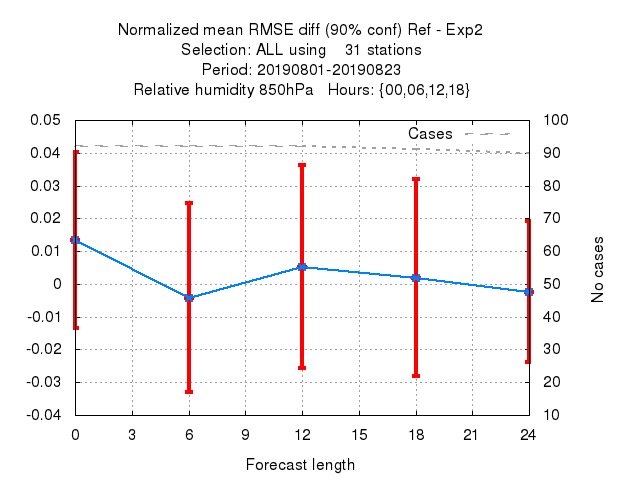 Normalized mean RMSE diff (90% conf) Ref - Exp2
Selection: ALL using    31 stations
Period: 20190801-20190823
Relative humidity 850hPa   Hours: {00,06,12,18}
Cases
0.05
0.04
0.03
0.02
0.01
0
-0.01
-0.02
-0.03
-0.04
100
90
80
70
60
50
40
30
20
10
No cases
0 3 6 9 12 15 18 21 24
Forecast length